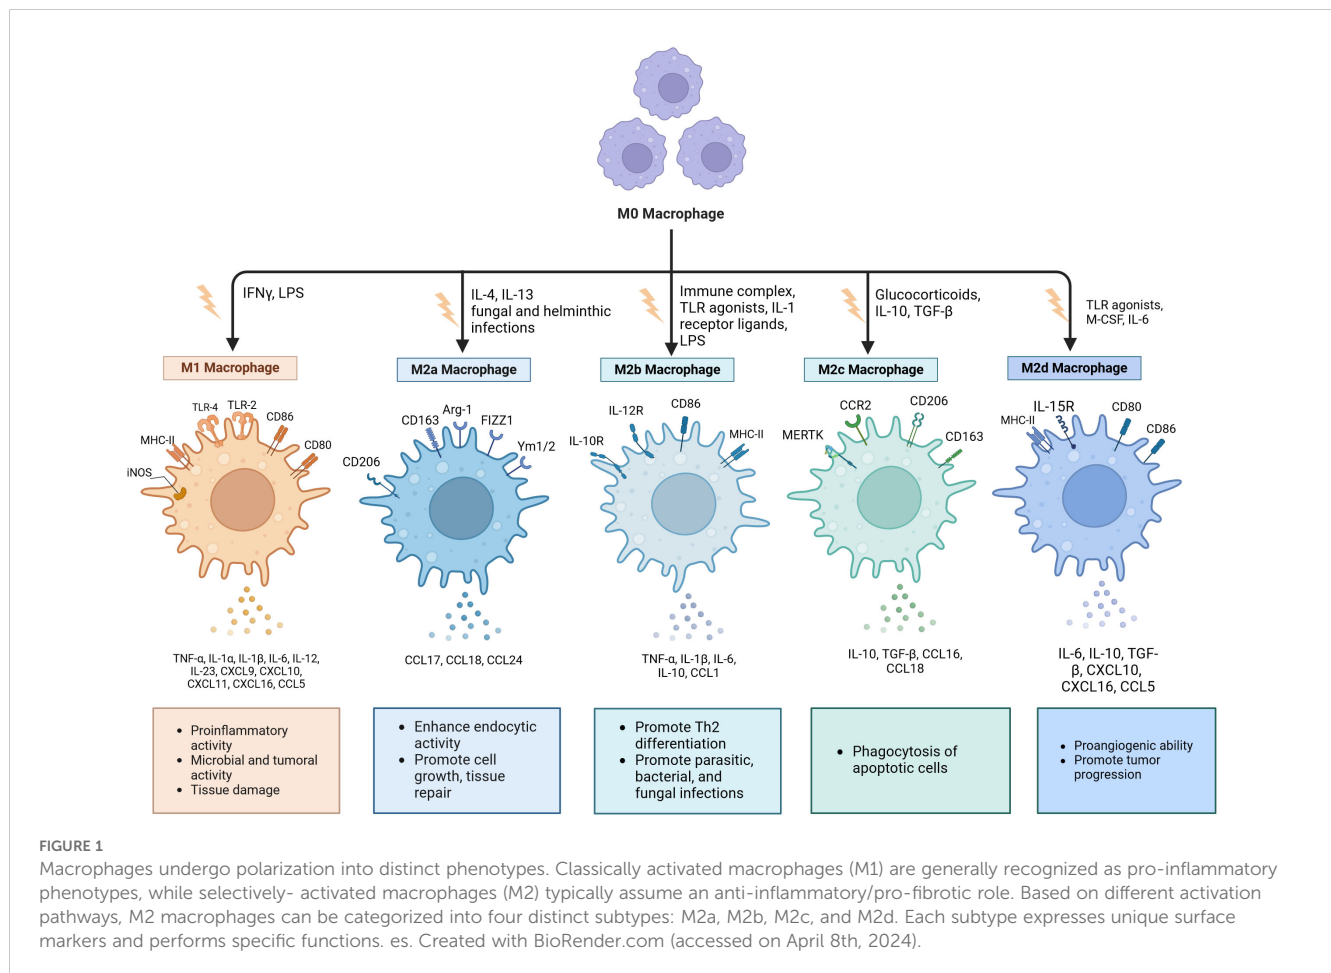 M0 Macrophage
IFNγ, LPS
IL-4, IL-13
fungal and helminthic
infections
Immune complex,
TLR agonists, IL-1
receptor ligands,
LPS
Glucocorticoids,
IL-10, TGF-β
TLR agonists,
M-CSF, IL-6
M1 Macrophage
M2a Macrophage
M2b Macrophage
M2c Macrophage
M2d Macrophage
TLR-4
TLR-2
CD86
MHC-II
CD80
iNOS
Arg-1
CD163
FIZZ1
Ym1/2
CD206
CD86
IL-12R
IL-10R
MHC-II
CCR2
CD206
MERTK
CD163
IL-15R
CD80
MHC-II
CD86
TNF-α, IL-1α, IL-1β, IL-6, IL-12,
IL-23, CXCL9, CXCL10,
CXCL11, CXCL16, CCL5
CCL17, CCL18, CCL24
TNF-α, IL-1β, IL-6,
IL-10, CCL1
IL-10, TGF-β, CCL16,
CCL18
IL-6, IL-10, TGF-
β, CXCL10,
CXCL16, CCL5
• Proinflammatory
activity
• Microbial and tumoral
activity
• Tissue damage
• Enhance endocytic
activity
• Promote cell
growth, tissue
repair
• Promote Th2
differentiation
• Promote parasitic,
bacterial, and
fungal infections
• Phagocytosis of
apoptotic cells
• Proangiogenic ability
• Promote tumor
progression
FIGURE 1
Macrophages undergo polarization into distinct phenotypes. Classically activated macrophages (M1) are generally recognized as pro-inflammatory
phenotypes, while selectively- activated macrophages (M2) typically assume an anti-inflammatory/pro-fibrotic role. Based on different activation
pathways, M2 macrophages can be categorized into four distinct subtypes: M2a, M2b, M2c, and M2d. Each subtype expresses unique surface
markers and performs specific functions. es. Created with BioRender.com (accessed on April 8th, 2024).